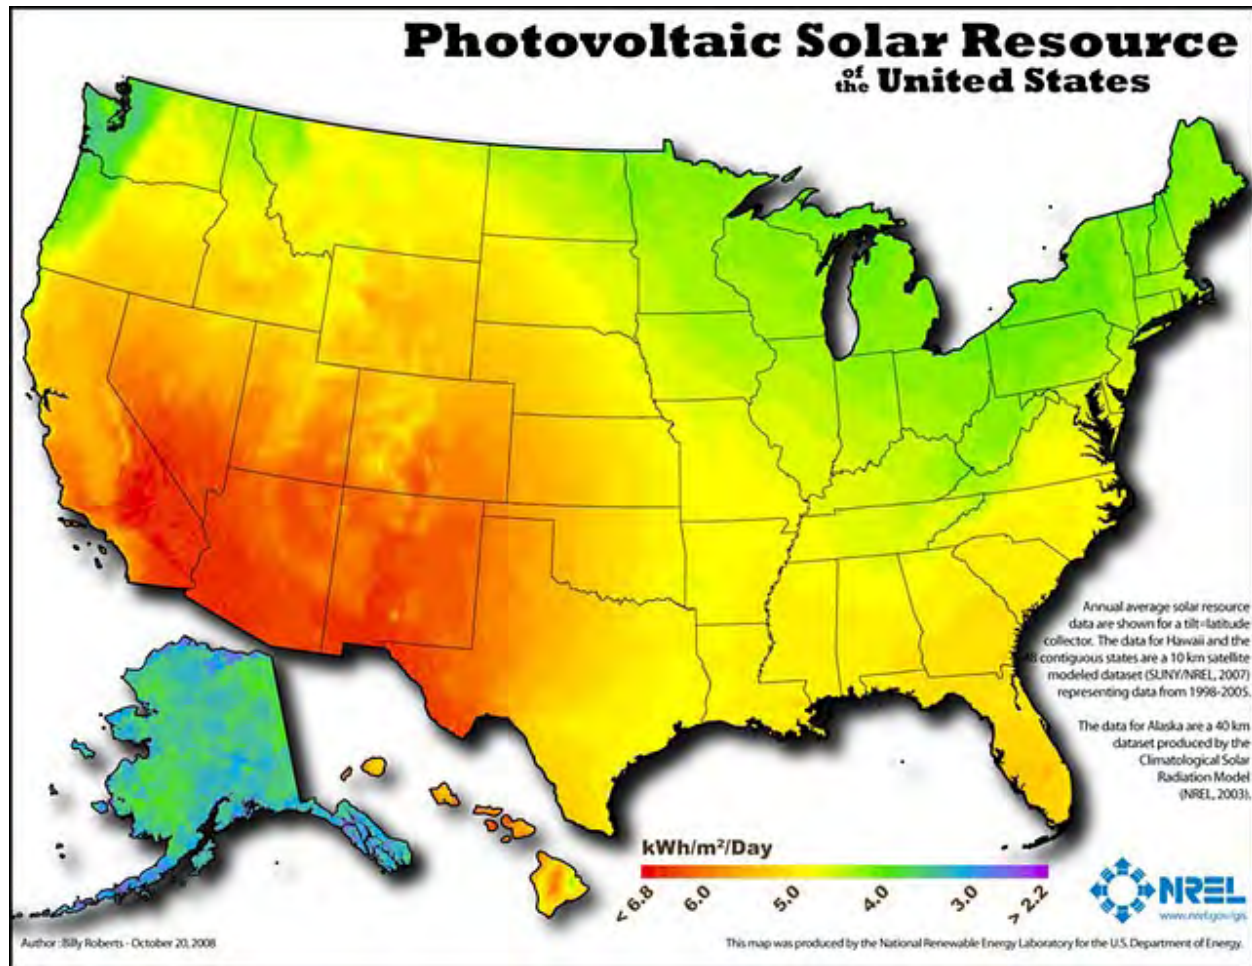 Photovoltaic Solar Resource
of the United States
Annual average solar resource
data are shown for a tilt=latitude
collector. The data for Hawaii and the
48 contiguous states are a 10 km satellite
modeled dataset (SUNY/NREL, 2007)
representing data from 1998-2005.
The data for Alaska are a 40 km
dataset produced by the
Climatological Solar
Radiation Model
(NREL, 2003).
kWh/m²/Day
< 6.8 6.0 5.0 4.0 3.0 > 2.2
NREL
www.nrel.gov/gis
Author : Billy Roberts - October 20, 2008
This map was produced by the National Renewable Energy Laboratory for the U.S. Department of Energy.